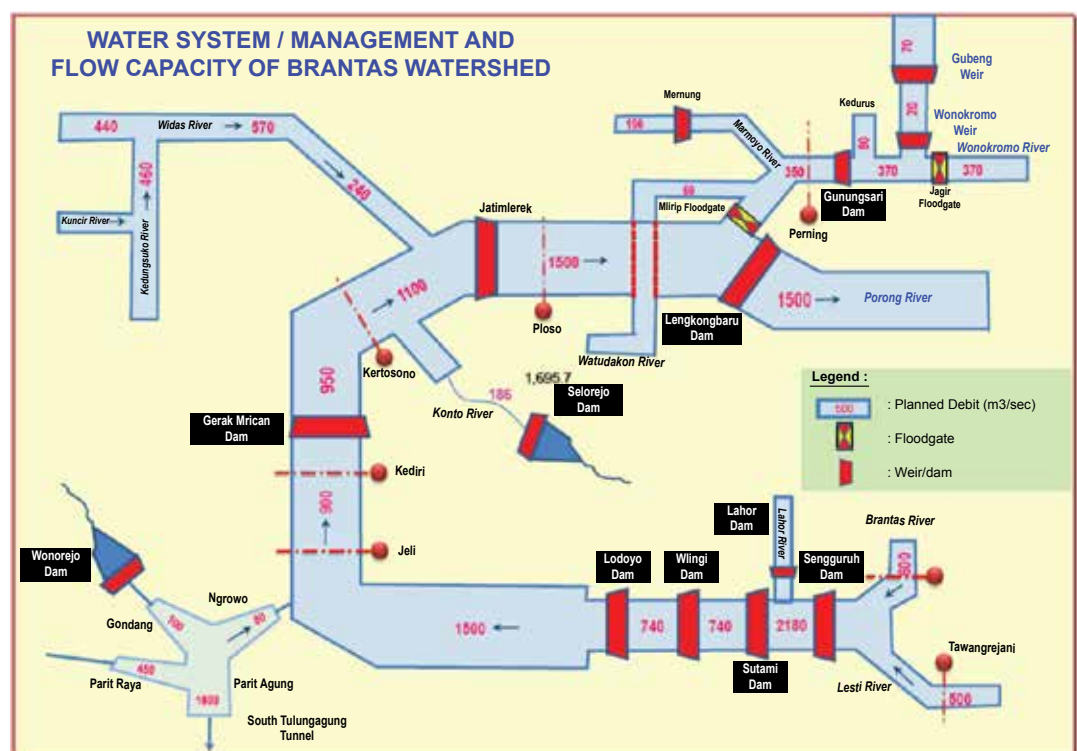 WATER SYSTEM / MANAGEMENT AND
FLOW CAPACITY OF BRANTAS WATERSHED
70
Gubeng
Weir
20
Wonokromo
Weir
Wonokromo River
Kedurus
80
370
370
Jagir
Floodgate
Gunungsari
Dam
Mernung
Marmoyo River
350
Perning
Mlirip Floodgate
440
Widas River
570
460
240
Kuncir River
Kedungsuko River
Jatimlerek
1500
Ploso
1100
Kertosono
Watudakon River
Lengkongbaru
Dam
1500
Porong River
950
Gerak Mrican
Dam
Konto River
186
1,695.7
Selorejo
Dam
Legend :
500
: Planned Debit (m3/sec)
: Floodgate
: Weir/dam
Kediri
900
Jeli
Wonorejo
Dam
Ngrowo
Gondang
500
80
450
Parit Raya
Parit Agung
1800
South Tulungagung
Tunnel
1500
Lodoyo
Dam
740
Wlingi
Dam
740
Sutami
Dam
2180
Lahor
Dam
Lahor River
Sengguruh
Dam
Brantas River
Tawangrejani
Lesti River